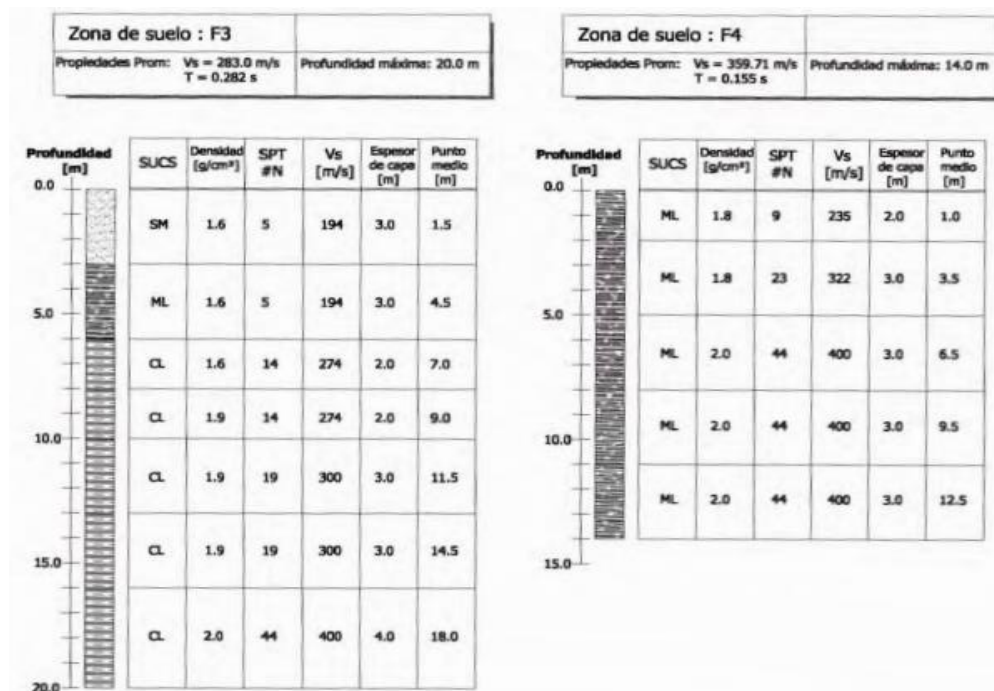 Zona de suelo : F3
Propiedades Prom: Vs = 283.0 m/s Profundidad máxima: 20.0 m
T = 0.282 s
Profundidad [m] SUCS Densidad [g/cm³] SPT #N Vs [m/s] Espesor de capa [m] Punto medio [m]
0.0
SM 1.6 5 194 3.0 1.5
ML 1.6 5 194 3.0 4.5
5.0
CL 1.6 14 274 2.0 7.0
CL 1.9 14 274 2.0 9.0
10.0
CL 1.9 19 300 3.0 11.5
CL 1.9 19 300 3.0 14.5
15.0
CL 2.0 44 400 4.0 18.0
20.0
Zona de suelo : F4
Propiedades Prom: Vs = 359.71 m/s Profundidad máxima: 14.0 m
T = 0.155 s
Profundidad [m] SUCS Densidad [g/cm³] SPT #N Vs [m/s] Espesor de capa [m] Punto medio [m]
0.0
ML 1.8 9 235 2.0 1.0
ML 1.8 23 322 3.0 3.5
5.0
ML 2.0 44 400 3.0 6.5
ML 2.0 44 400 3.0 9.5
10.0
ML 2.0 44 400 3.0 12.5
15.0